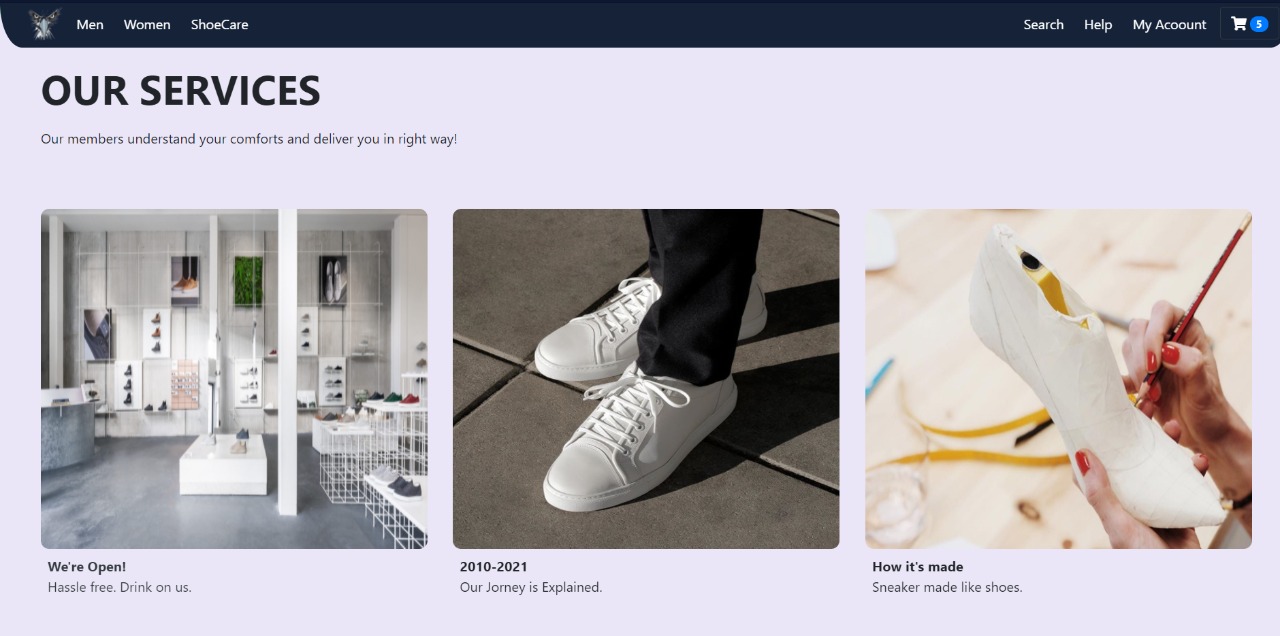 Men Women ShoeCare Search Help My Acoount 5
OUR SERVICES
Our members understand your comforts and deliver you in right way!
We're Open!
Hassle free. Drink on us.
2010-2021
Our Jorney is Explained.
How it's made
Sneaker made like shoes.